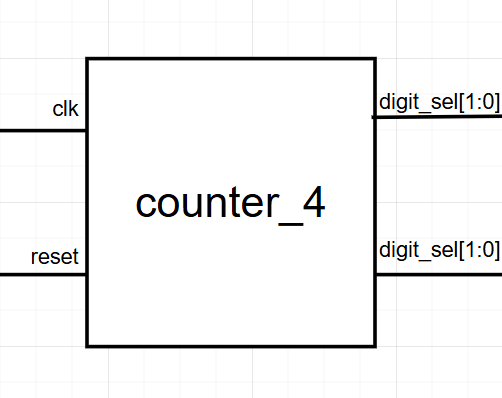 clk
digit_sel[1:0]
counter_4
reset
digit_sel[1:0]